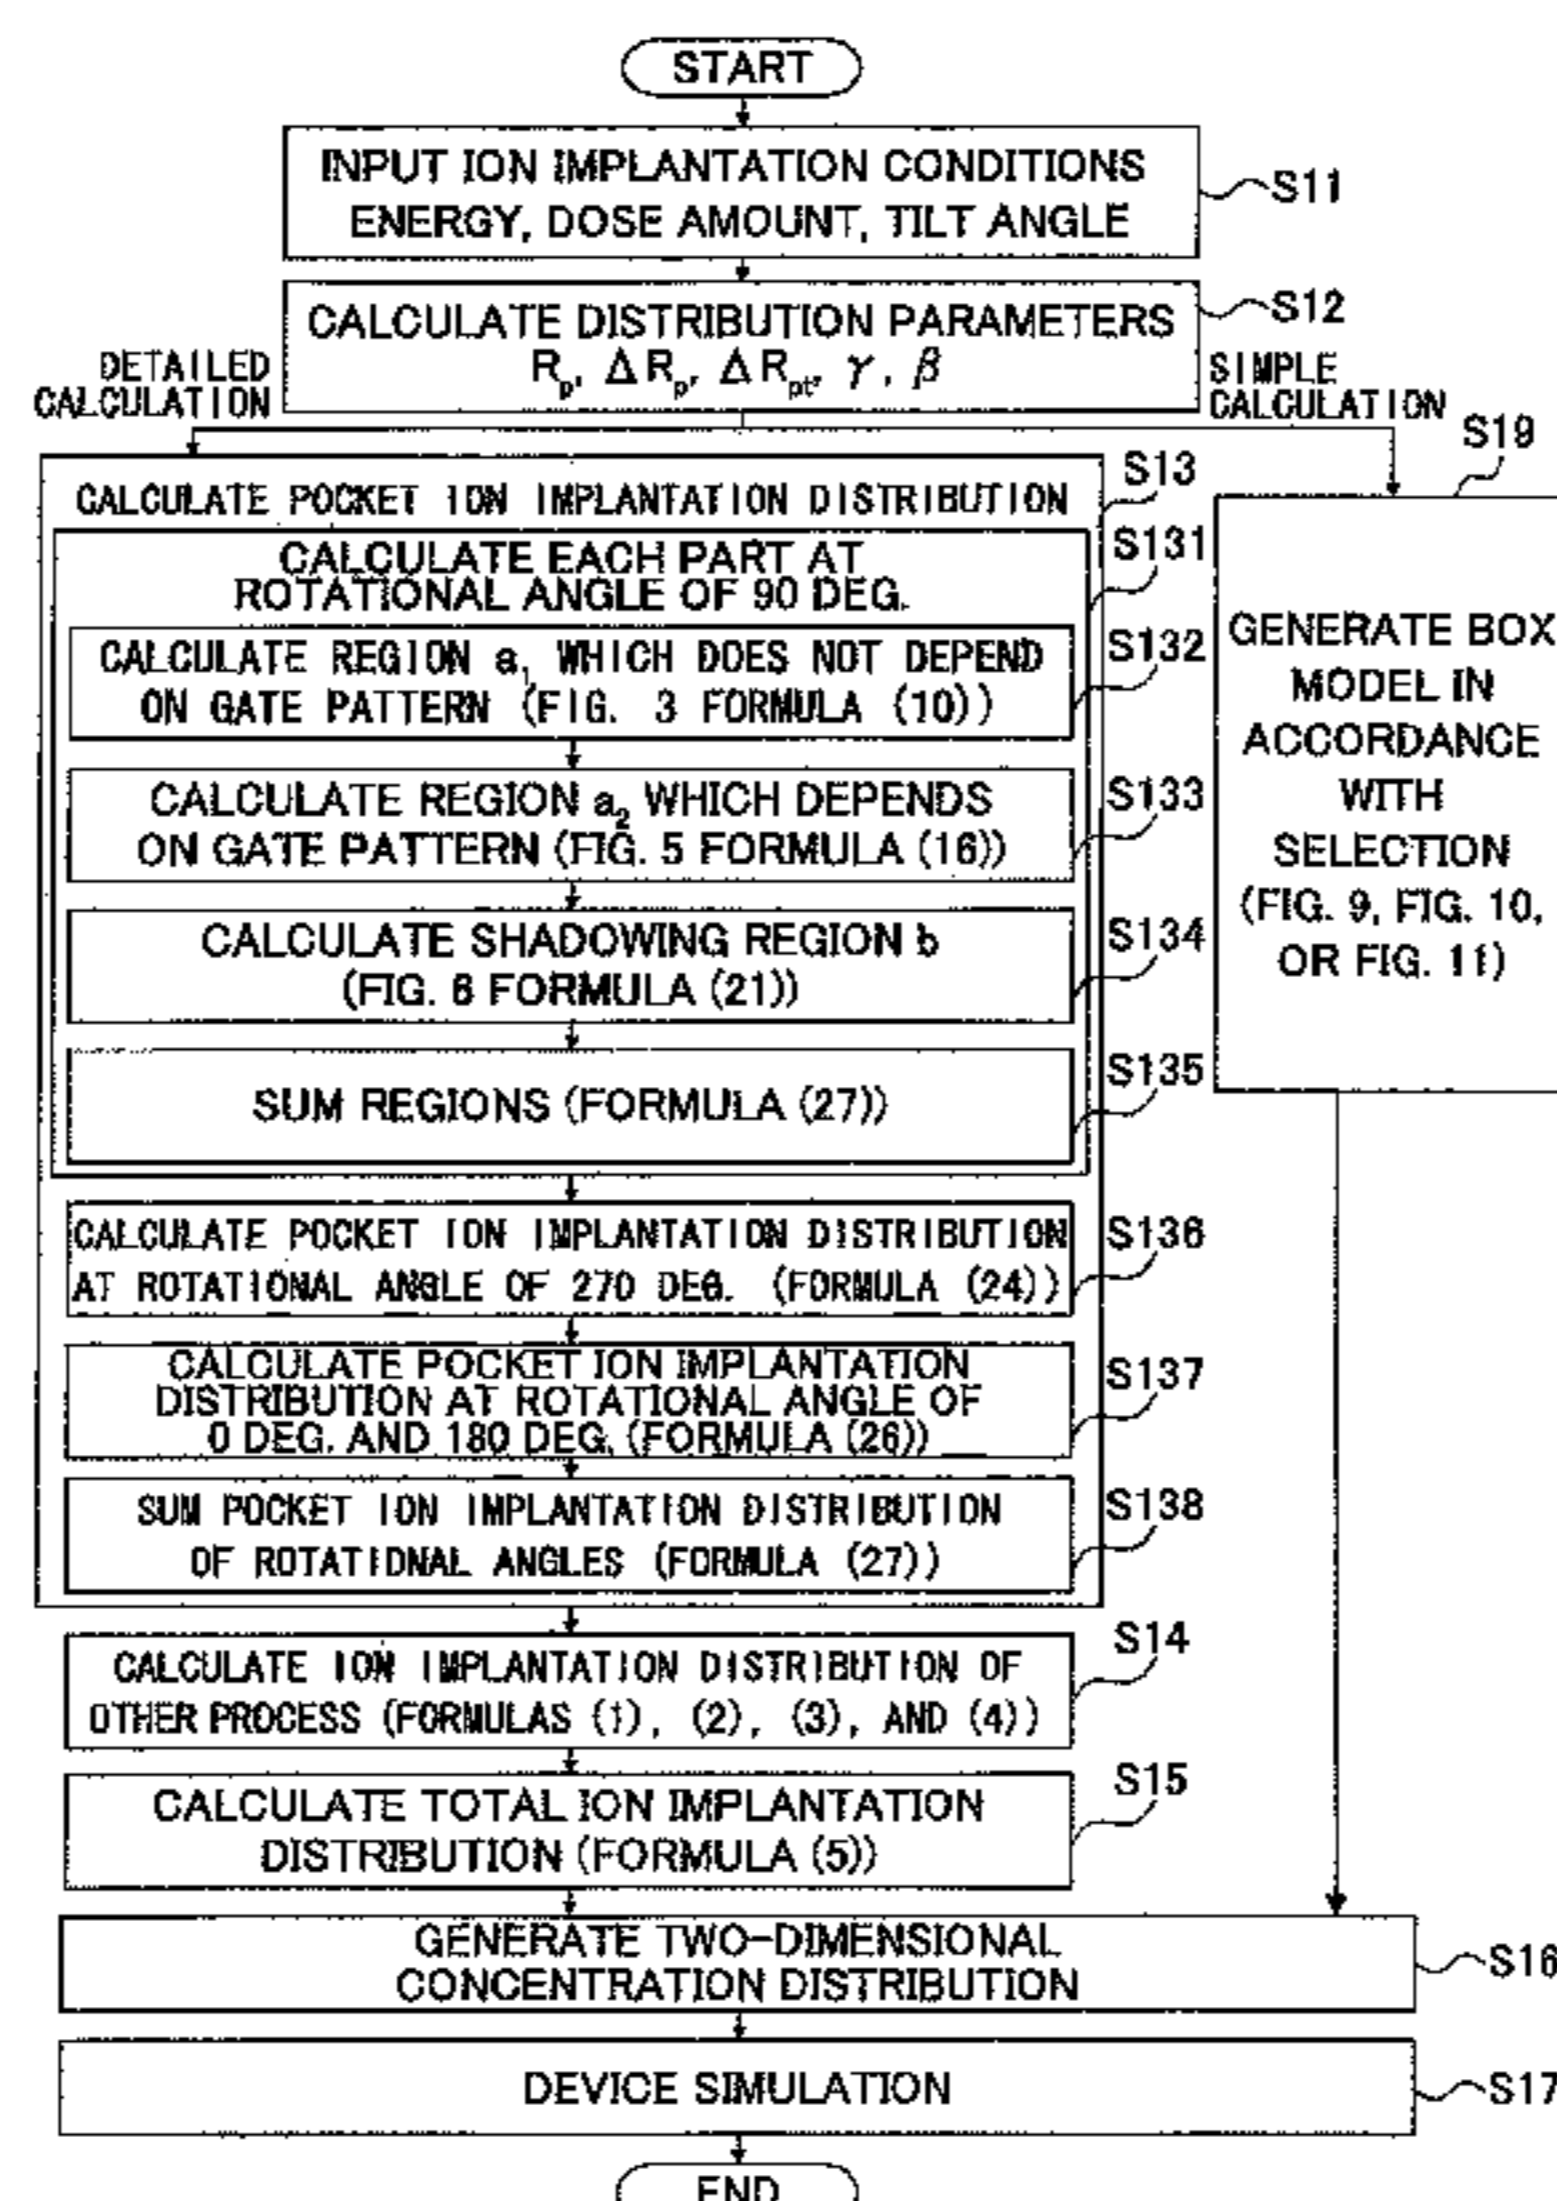 START
INPUT ION IMPLANTATION CONDITIONS
ENERGY, DOSE AMOUNT, TILT ANGLE
S11
CALCULATE DISTRIBUTION PARAMETERS
Rp, ΔRp, ΔRpt, γ, β
S12
DETAILED
CALCULATION
SIMPLE
CALCULATION
S13
CALCULATE POCKET ION IMPLANTATION DISTRIBUTION
S131
CALCULATE EACH PART AT
ROTATIONAL ANGLE OF 90 DEG.
CALCULATE REGION a1 WHICH DOES NOT DEPEND
ON GATE PATTERN (FIG. 3 FORMULA (10))
S132
CALCULATE REGION a2 WHICH DEPENDS
ON GATE PATTERN (FIG. 5 FORMULA (16))
S133
CALCULATE SHADOWING REGION b
(FIG. 6 FORMULA (21))
S134
SUM REGIONS (FORMULA (27))
S135
CALCULATE POCKET ION IMPLANTATION DISTRIBUTION
AT ROTATIONAL ANGLE OF 270 DEG. (FORMULA (24))
S136
CALCULATE POCKET ION IMPLANTATION
DISTRIBUTION AT ROTATIONAL ANGLE OF
0 DEG. AND 180 DEG. (FORMULA (26))
S137
SUM POCKET ION IMPLANTATION DISTRIBUTION
OF ROTATIONAL ANGLES (FORMULA (27))
S138
CALCULATE ION IMPLANTATION DISTRIBUTION OF
OTHER PROCESS (FORMULAS (1), (2), (3), AND (4))
S14
CALCULATE TOTAL ION IMPLANTATION
DISTRIBUTION (FORMULA (5))
S15
S19
GENERATE BOX
MODEL IN
ACCORDANCE
WITH
SELECTION
(FIG. 9, FIG. 10,
OR FIG. 11)
GENERATE TWO-DIMENSIONAL
CONCENTRATION DISTRIBUTION
S16
DEVICE SIMULATION
S17
END